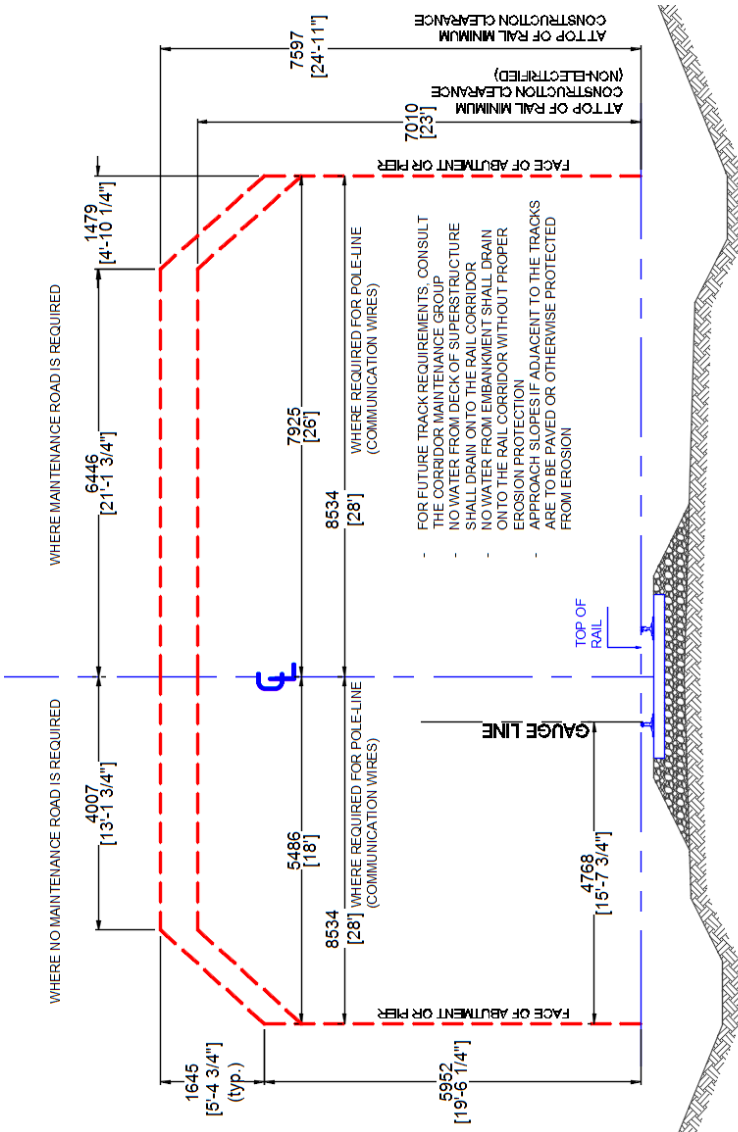 WHERE NO MAINTENANCE ROAD IS REQUIRED
WHERE MAINTENANCE ROAD IS REQUIRED
4007
[13'-1 3/4"]
6446
[21'-1 3/4"]
1479
[4'-10 1/4"]
1645
[5'-4 3/4"]
(typ.)
7597
[24'-11"]
AT TOP OF RAIL MINIMUM
CONSTRUCTION CLEARANCE
7010
[23']
AT TOP OF RAIL MINIMUM
CONSTRUCTION CLEARANCE
(NON-ELECTRIFIED)
CL
5486
[18']
7925
[26']
8534
[28']
WHERE REQUIRED FOR POLE-LINE
(COMMUNICATION WIRES)
8534
[28']
WHERE REQUIRED FOR POLE-LINE
(COMMUNICATION WIRES)
FACE OF ABUTMENT OR PIER
FACE OF ABUTMENT OR PIER
5952
[19'-6 1/4"]
- FOR FUTURE TRACK REQUIREMENTS, CONSULT
THE CORRIDOR MAINTENANCE GROUP
- NO WATER FROM DECK OF SUPERSTRUCTURE
SHALL DRAIN ONTO THE RAIL CORRIDOR
- NO WATER FROM EMBANKMENT SHALL DRAIN
ONTO THE RAIL CORRIDOR WITHOUT PROPER
EROSION PROTECTION
- APPROACH SLOPES IF ADJACENT TO THE TRACKS
ARE TO BE PAVED OR OTHERWISE PROTECTED
FROM EROSION
GAUGE LINE
TOP OF
RAIL
4768
[15'-7 3/4"]